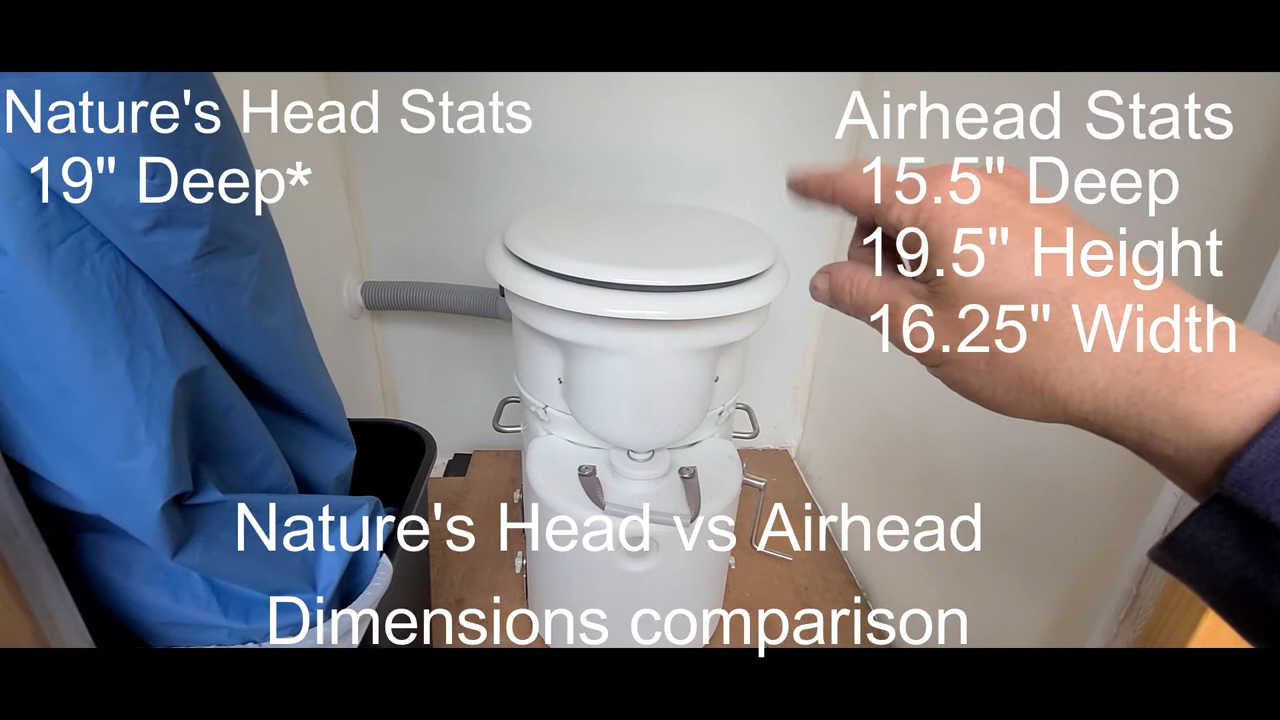 Nature's Head Stats
19" Deep*
Airhead Stats
15.5" Deep
19.5" Height
16.25" Width
Nature's Head vs Airhead
Dimensions comparison